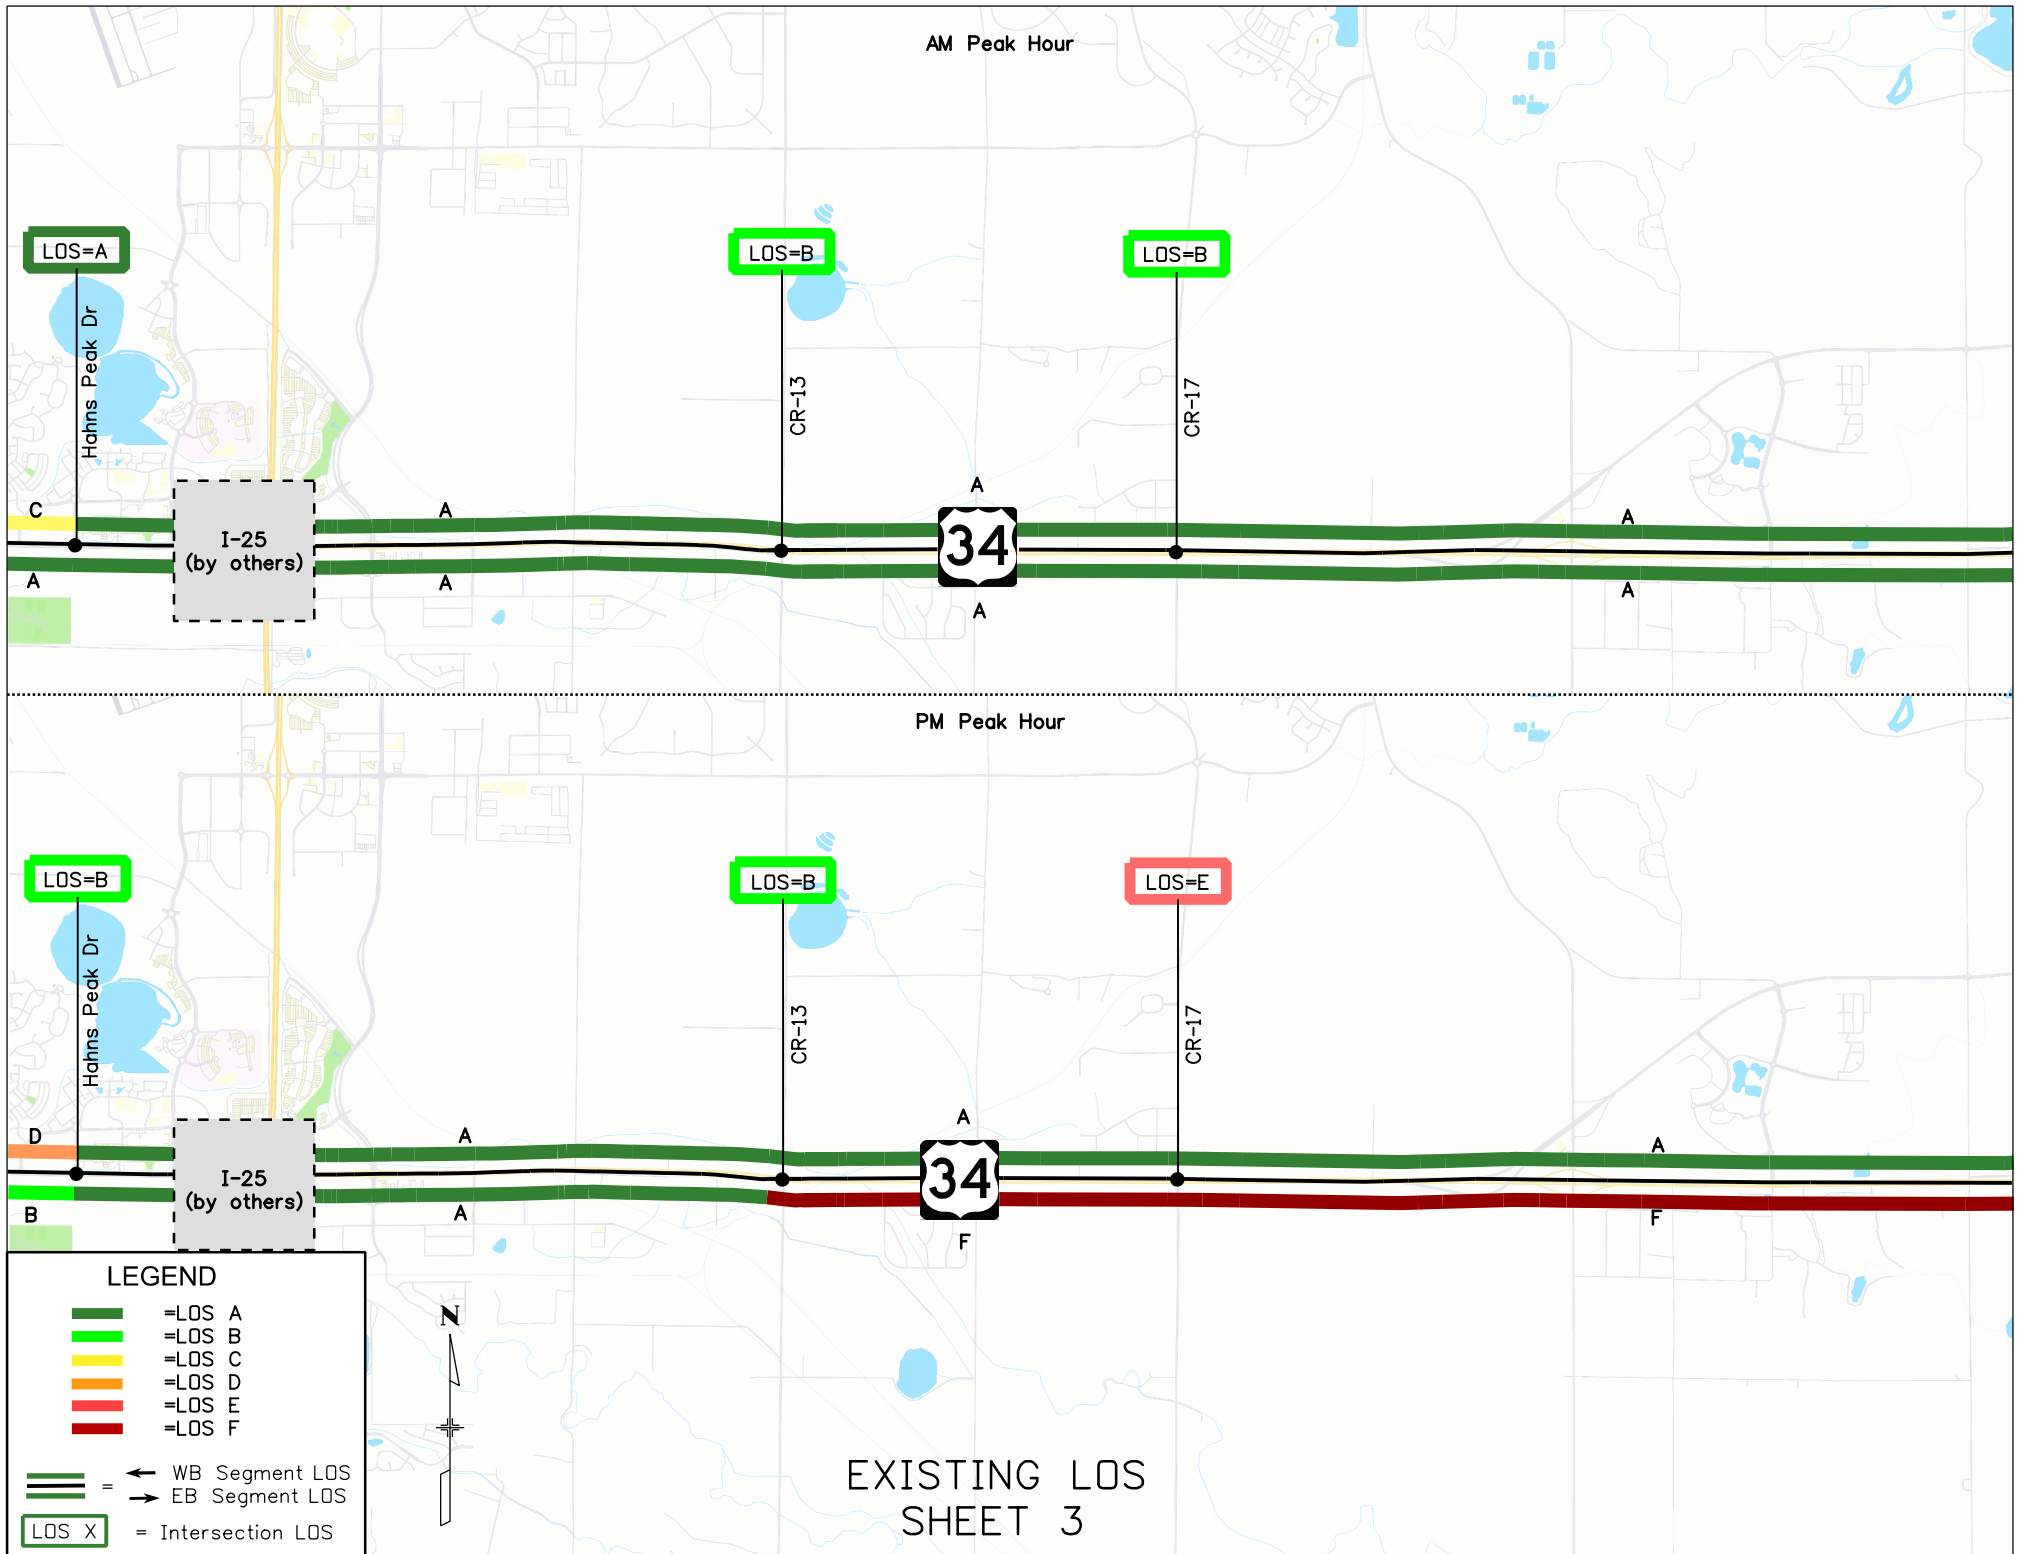 AM Peak Hour
LOS=A
LOS=B
LOS=B
Hahns Peak Dr
CR-13
CR-17
C
A
A
A
I-25
(by others)
34
A
A
A
A
A
PM Peak Hour
LOS=B
LOS=B
LOS=E
Hahns Peak Dr
CR-13
CR-17
D
A
A
A
I-25
(by others)
34
B
A
F
F
LEGEND
=LOS A
=LOS B
=LOS C
=LOS D
=LOS E
=LOS F
= WB Segment LOS
EB Segment LOS
LOS X = Intersection LOS
N
EXISTING LOS
SHEET 3